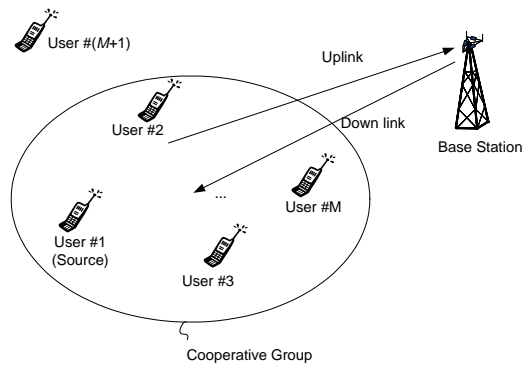 User #(M+1)
Uplink
User #2
Down link
Base Station
...
User #M
User #1
(Source)
User #3
Cooperative Group